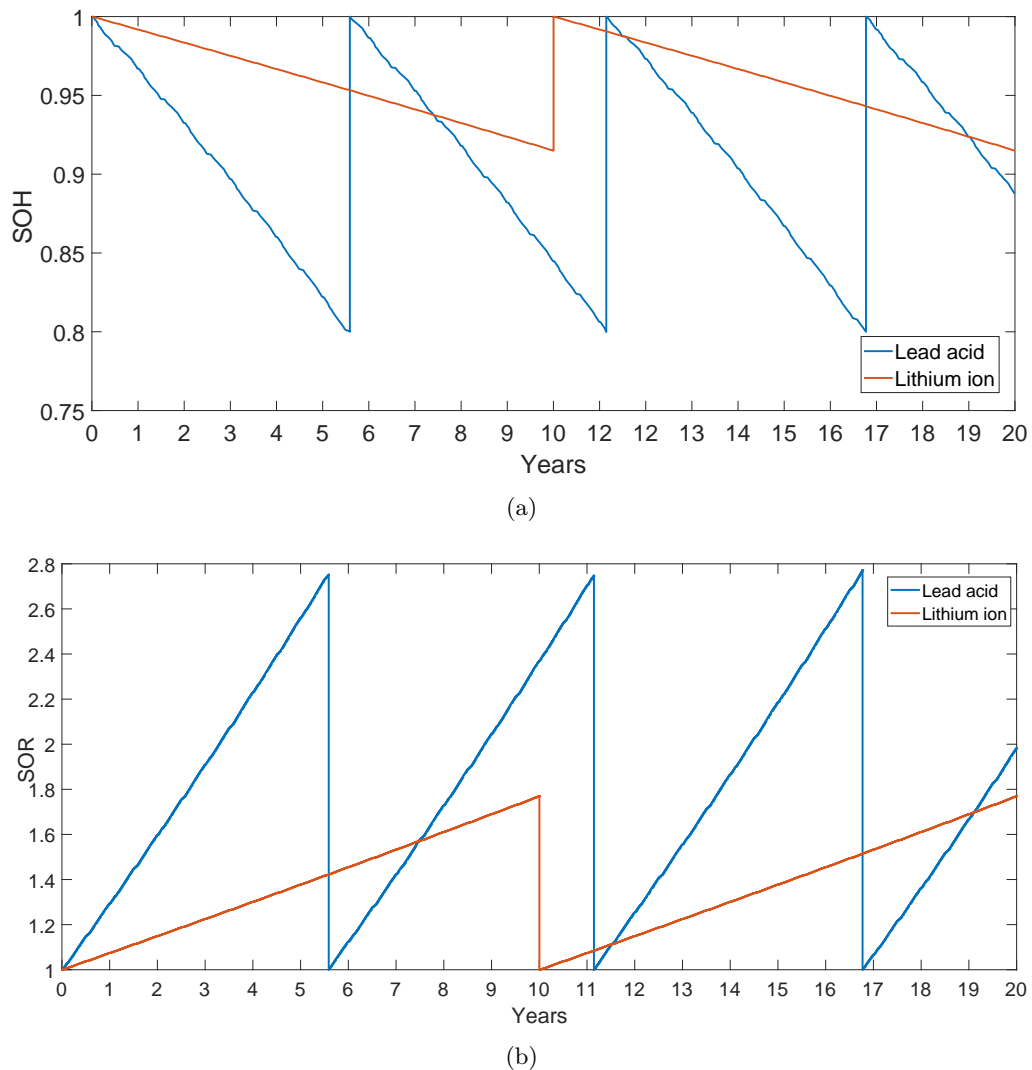 1
0.95
0.9
0.85
0.8
0.75
SOH
Lead acid
Lithium ion
0 1 2 3 4 5 6 7 8 9 10 12 12 13 14 16 16 17 18 19 20
Years
(a)
2.8
2.6
2.4
2.2
2
1.8
1.6
1.4
1.2
1
SOR
Lead acid
Lithium ion
0 1 2 3 4 5 6 7 8 9 10 11 12 13 14 15 16 17 18 19 20
Years
(b)